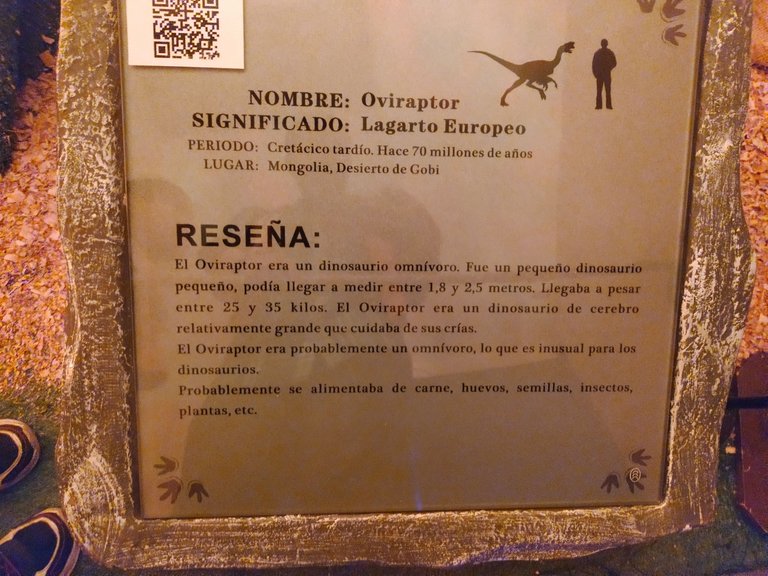 NOMBRE: Oviraptor
SIGNIFICADO: Lagarto Europeo
PERIODO: Cretácico tardío. Hace 70 millones de años
LUGAR: Mongolia, Desierto de Gobi
RESEÑA:
El Oviraptor era un dinosaurio omnívoro. Fue un pequeño dinosaurio
pequeño, podía llegar a medir entre 1,8 y 2,5 metros. Llegaba a pesar
entre 25 y 35 kilos. El Oviraptor era un dinosaurio de cerebro
relativamente grande que cuidaba de sus crías.
El Oviraptor era probablemente un omnívoro, lo que es inusual para los
dinosaurios.
Probablemente se alimentaba de carne, huevos, semillas, insectos,
plantas, etc.